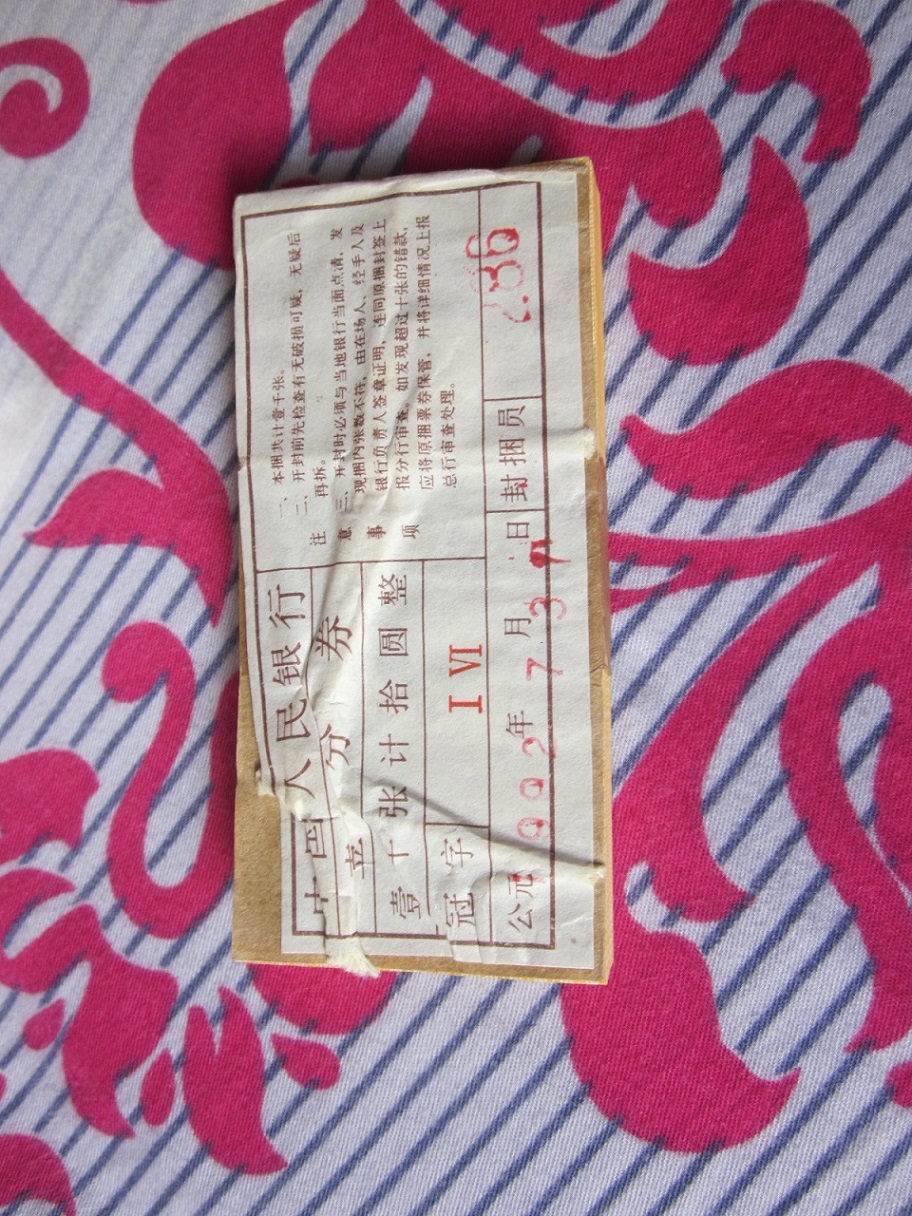 中国人民银行
壹分券
壹千张计拾圆整
冠字 I VI
注意事项
一、本捆共计壹千张。
二、开封前先检查有无破损可疑，无疑后
再拆。
三、开封时必须与当地银行当面点清，发
现捆内张数不符，由在场人、经手人及
银行负责人签章证明，连同原捆封签上
报分行审查。如发现超过十张的错款，
应将原捆票券保管，并将详细情况上报
总行审查处理。
公元 992年7月3日 封捆员